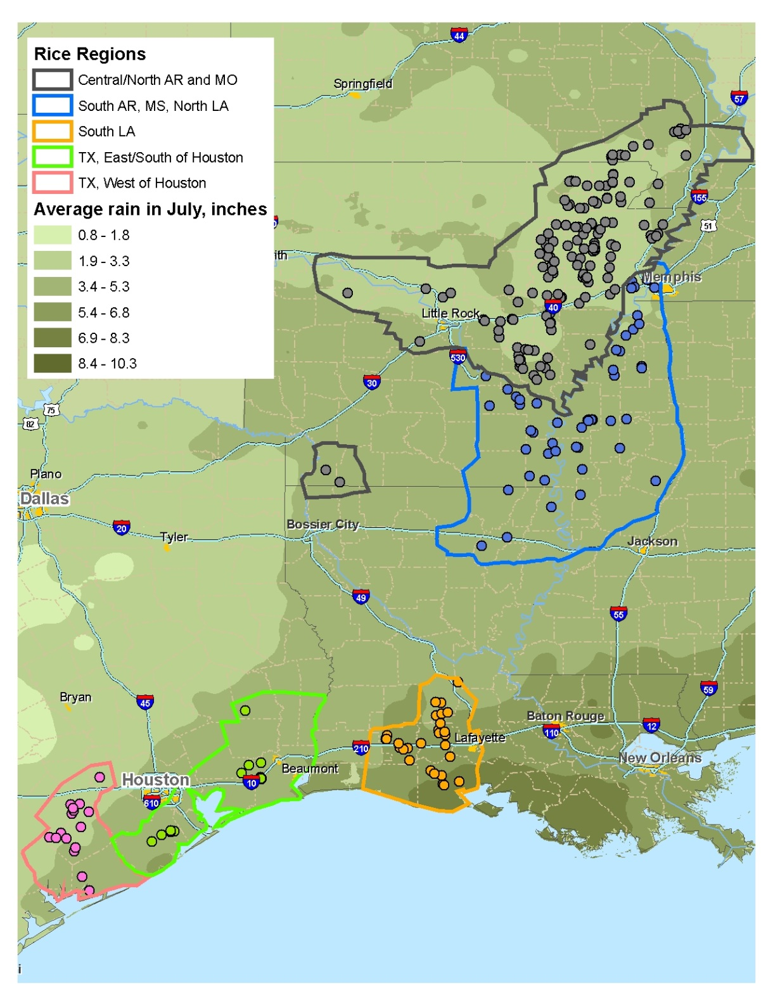 Rice Regions
Central/North AR and MO
South AR, MS, North LA
South LA
TX, East/South of Houston
TX, West of Houston
Average rain in July, inches
0.8 - 1.8
1.9 - 3.3
3.4 - 5.3
5.4 - 6.8
6.9 - 8.3
8.4 - 10.3
44
Springfield
57
155
51
ith
Memphis
40
Little Rock
530
30
75
82
Plano
Dallas
20
Tyler
Bossier City
Jackson
49
55
Bryan
45
59
Baton Rouge
12
110
Lafayette
210
New Orleans
Beaumont
Houston
10
610
i